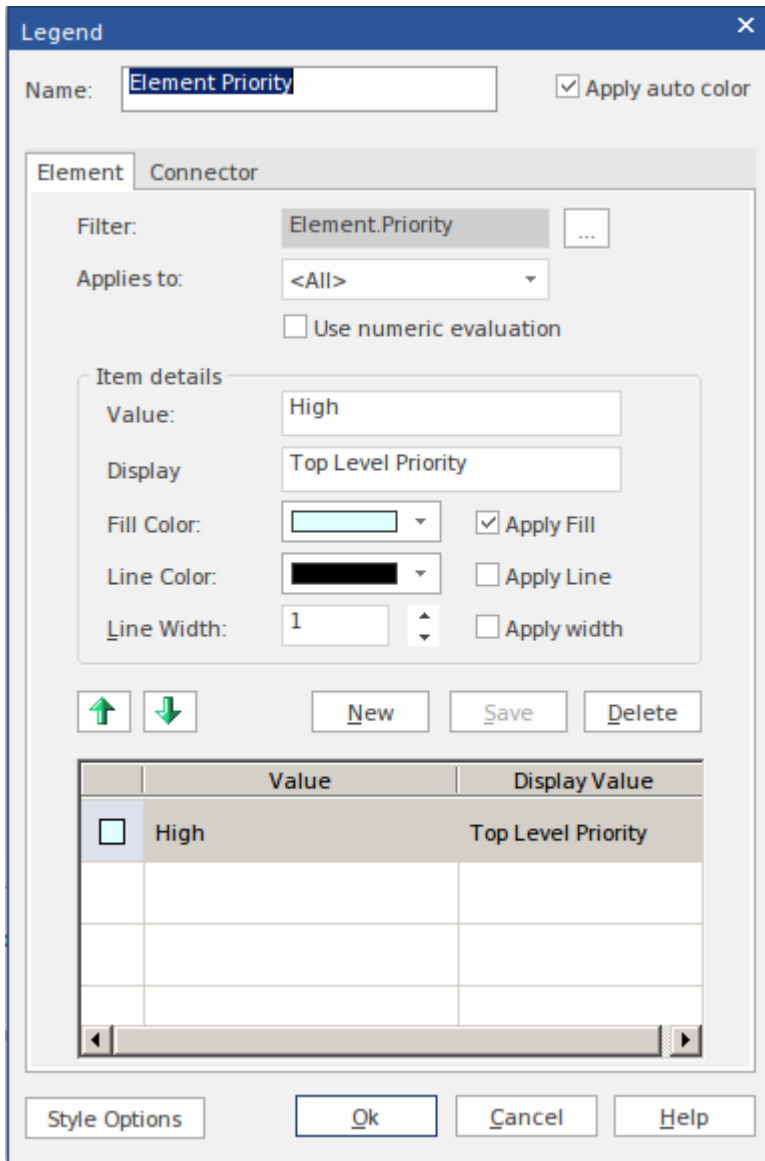 Legend
Name: Element Priority Apply auto color
Element Connector
Filter: Element.Priority ...
Applies to: <All>
Use numeric evaluation
Item details
Value: High
Display Top Level Priority
Fill Color: Apply Fill
Line Color: Apply Line
Line Width: 1 Apply width
New Save Delete
Value Display Value
High Top Level Priority
Style Options Ok Cancel Help